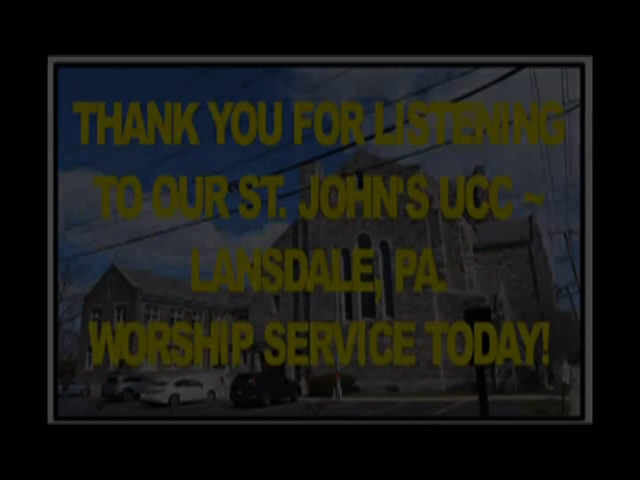 THANK YOU FOR LISTENING
TO OUR ST. JOHN'S UCC ~
LANSDALE, PA.
WORSHIP SERVICE TODAY!